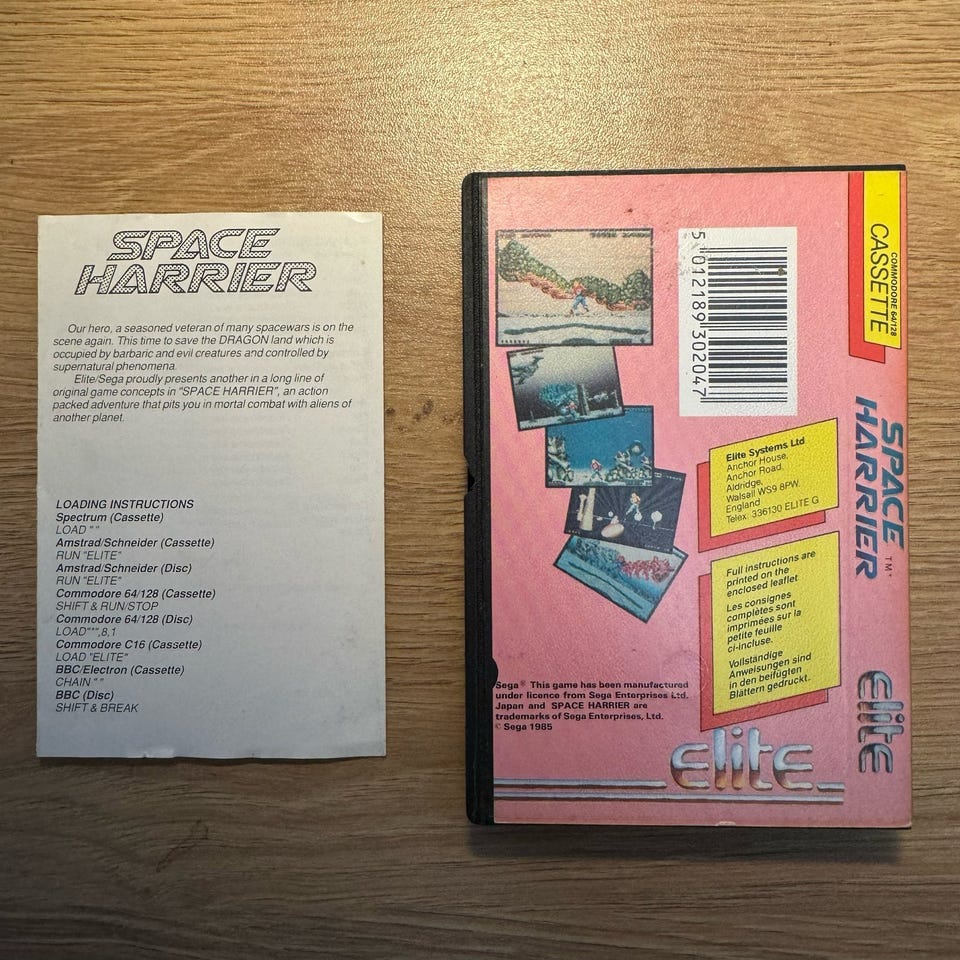 SPACE
HARRIER
Our hero, a seasoned veteran of many spacewars is on the
scene again. This time to save the DRAGON land which is
occupied by barbaric and evil creatures and controlled by
supernatural phenomena.
Elite/Sega proudly presents another in a long line of
original game concepts in "SPACE HARRIER", an action
packed adventure that pits you in mortal combat with aliens of
another planet.
LOADING INSTRUCTIONS
Spectrum (Cassette)
LOAD " "
Amstrad/Schneider (Cassette)
RUN "ELITE"
Amstrad/Schneider (Disc)
RUN "ELITE"
Commodore 64/128 (Cassette)
SHIFT & RUN/STOP
Commodore 64/128 (Disc)
LOAD"*",8,1
Commodore C16 (Cassette)
LOAD "ELITE"
BBC/Electron (Cassette)
CHAIN " "
BBC (Disc)
SHIFT & BREAK
5 012189 302047
Elite Systems Ltd
Anchor House,
Anchor Road,
Aldridge,
Walsall WS9 8PW.
England
Telex: 336130 ELITE G
Full instructions are
printed on the
enclosed leaflet
Les consignes
complètes sont
imprimées sur la
petite feuille
ci-incluse.
Vollständige
Anweisungen sind
in den beifügten
Blättern gedruckt.
Sega® This game has been manufactured
under licence from Sega Enterprises Ltd.
Japan and SPACE HARRIER are
trademarks of Sega Enterprises, Ltd.
© Sega 1985
elite
COMMODORE 64/128
CASSETTE
SPACE
HARRIER TM
elite